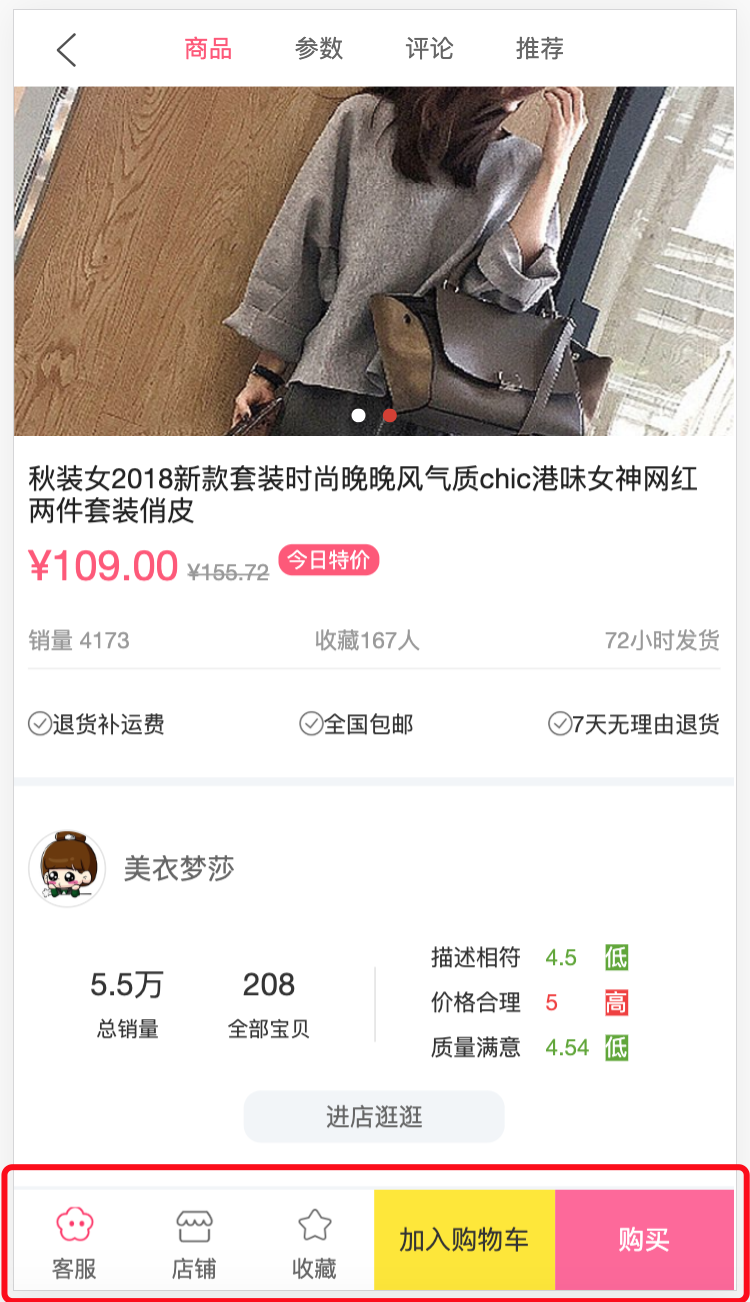 商品 参数 评论 推荐
秋装女2018新款套装时尚晚晚风气质chic港味女神网红
两件套装俏皮
¥109.00 ¥155.72 今日特价
销量 4173 收藏167人 72小时发货
退货补运费 全国包邮 7天无理由退货
美衣梦莎
描述相符 4.5 低
5.5万 208
价格合理 5 高
总销量 全部宝贝
质量满意 4.54 低
进店逛逛
客服 店铺 收藏 加入购物车 购买